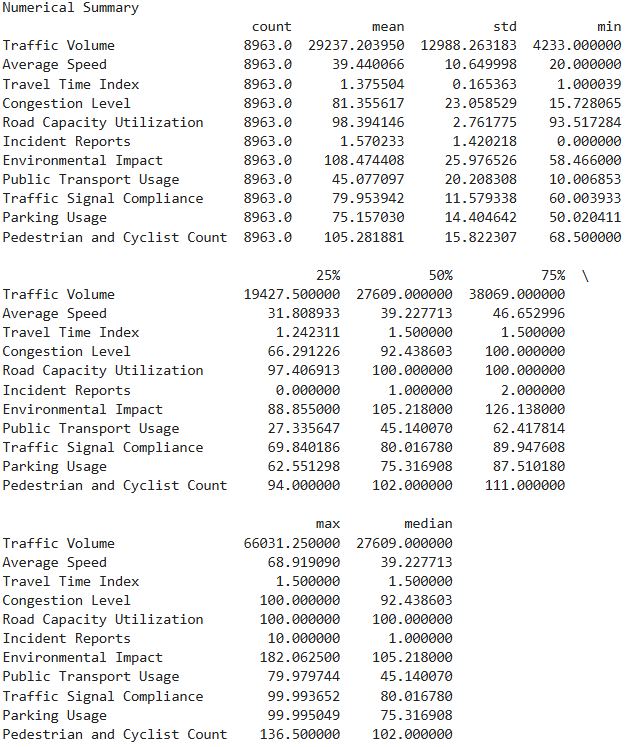 Numerical Summary
count mean std min
Traffic Volume 8963.0 29237.203950 12988.263183 4233.000000
Average Speed 8963.0 39.440066 10.649998 20.000000
Travel Time Index 8963.0 1.375504 0.165363 1.000039
Congestion Level 8963.0 81.355617 23.058529 15.728065
Road Capacity Utilization 8963.0 98.394146 2.761775 93.517284
Incident Reports 8963.0 1.570233 1.420218 0.000000
Environmental Impact 8963.0 108.474408 25.976526 58.466000
Public Transport Usage 8963.0 45.077097 20.208308 10.006853
Traffic Signal Compliance 8963.0 79.953942 11.579338 60.003933
Parking Usage 8963.0 75.157030 14.404642 50.020411
Pedestrian and Cyclist Count 8963.0 105.281881 15.822307 68.500000
25% 50% 75% \
Traffic Volume 19427.500000 27609.000000 38069.000000
Average Speed 31.808933 39.227713 46.652996
Travel Time Index 1.242311 1.500000 1.500000
Congestion Level 66.291226 92.438603 100.000000
Road Capacity Utilization 97.406913 100.000000 100.000000
Incident Reports 0.000000 1.000000 2.000000
Environmental Impact 88.855000 105.218000 126.138000
Public Transport Usage 27.335647 45.140070 62.417814
Traffic Signal Compliance 69.840186 80.016780 89.947608
Parking Usage 62.551298 75.316908 87.510180
Pedestrian and Cyclist Count 94.000000 102.000000 111.000000
max median
Traffic Volume 66031.250000 27609.000000
Average Speed 68.919090 39.227713
Travel Time Index 1.500000 1.500000
Congestion Level 100.000000 92.438603
Road Capacity Utilization 100.000000 100.000000
Incident Reports 10.000000 1.000000
Environmental Impact 182.062500 105.218000
Public Transport Usage 79.979744 45.140070
Traffic Signal Compliance 99.993652 80.016780
Parking Usage 99.995049 75.316908
Pedestrian and Cyclist Count 136.500000 102.000000